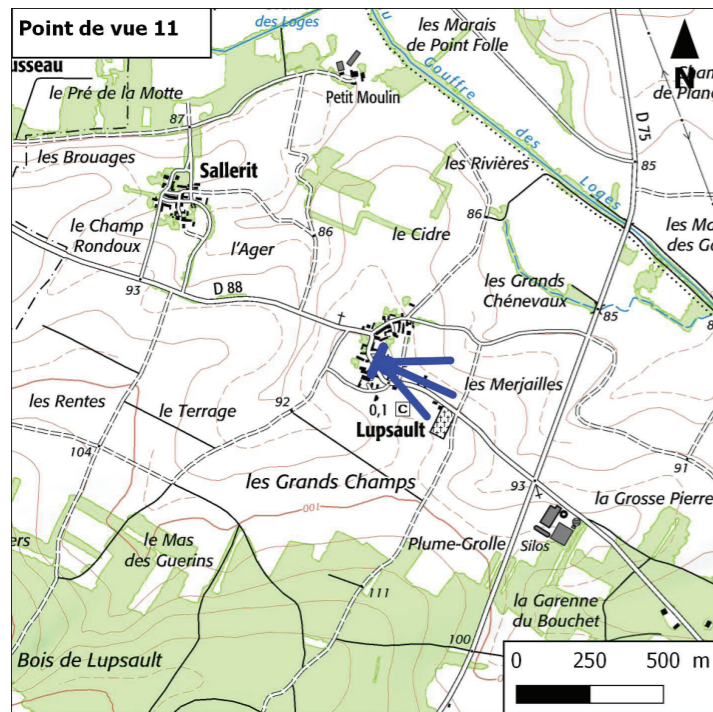 Point de vue 11
des Loges
les Marais
de Point Folle
N
de Plan
usseau
le Pré de la Motte
Petit Moulin
Gouffre
des
Loges
D 75
87
les Brouages
Sallerit
les Rivières
85
le Champ
Rondoux
l'Ager
86
le Cidre
86
93
D 88
les Grands
Chénevaux
85
les Rentes
le Terrage
92
les Merjailles
0,1 C
Lupsault
104
les Grands Champs
91
93
la Grosse Pierre
le Mas
des Guerins
Plume-Grolle
Silos
111
la Garenne
du Bouchet
100
100
Bois de Lupsault
0 250 500 m